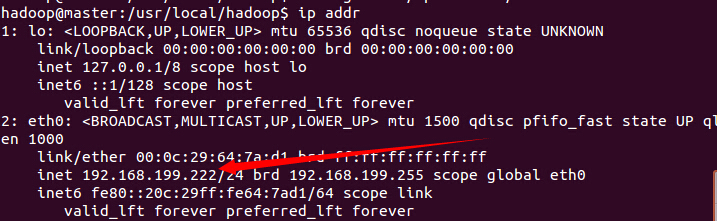 hadoop@master:/usr/local/hadoop$ ip addr
1: lo: <LOOPBACK,UP,LOWER_UP> mtu 65536 qdisc noqueue state UNKNOWN
link/loopback 00:00:00:00:00:00 brd 00:00:00:00:00:00
inet 127.0.0.1/8 scope host lo
inet6 ::1/128 scope host
valid_lft forever preferred_lft forever
2: eth0: <BROADCAST,MULTICAST,UP,LOWER_UP> mtu 1500 qdisc pfifo_fast state UP ql
en 1000
link/ether 00:0c:29:64:7a:d1 brd ff:ff:ff:ff:ff:ff
inet 192.168.199.222/24 brd 192.168.199.255 scope global eth0
inet6 fe80::20c:29ff:fe64:7ad1/64 scope link
valid_lft forever preferred_lft forever